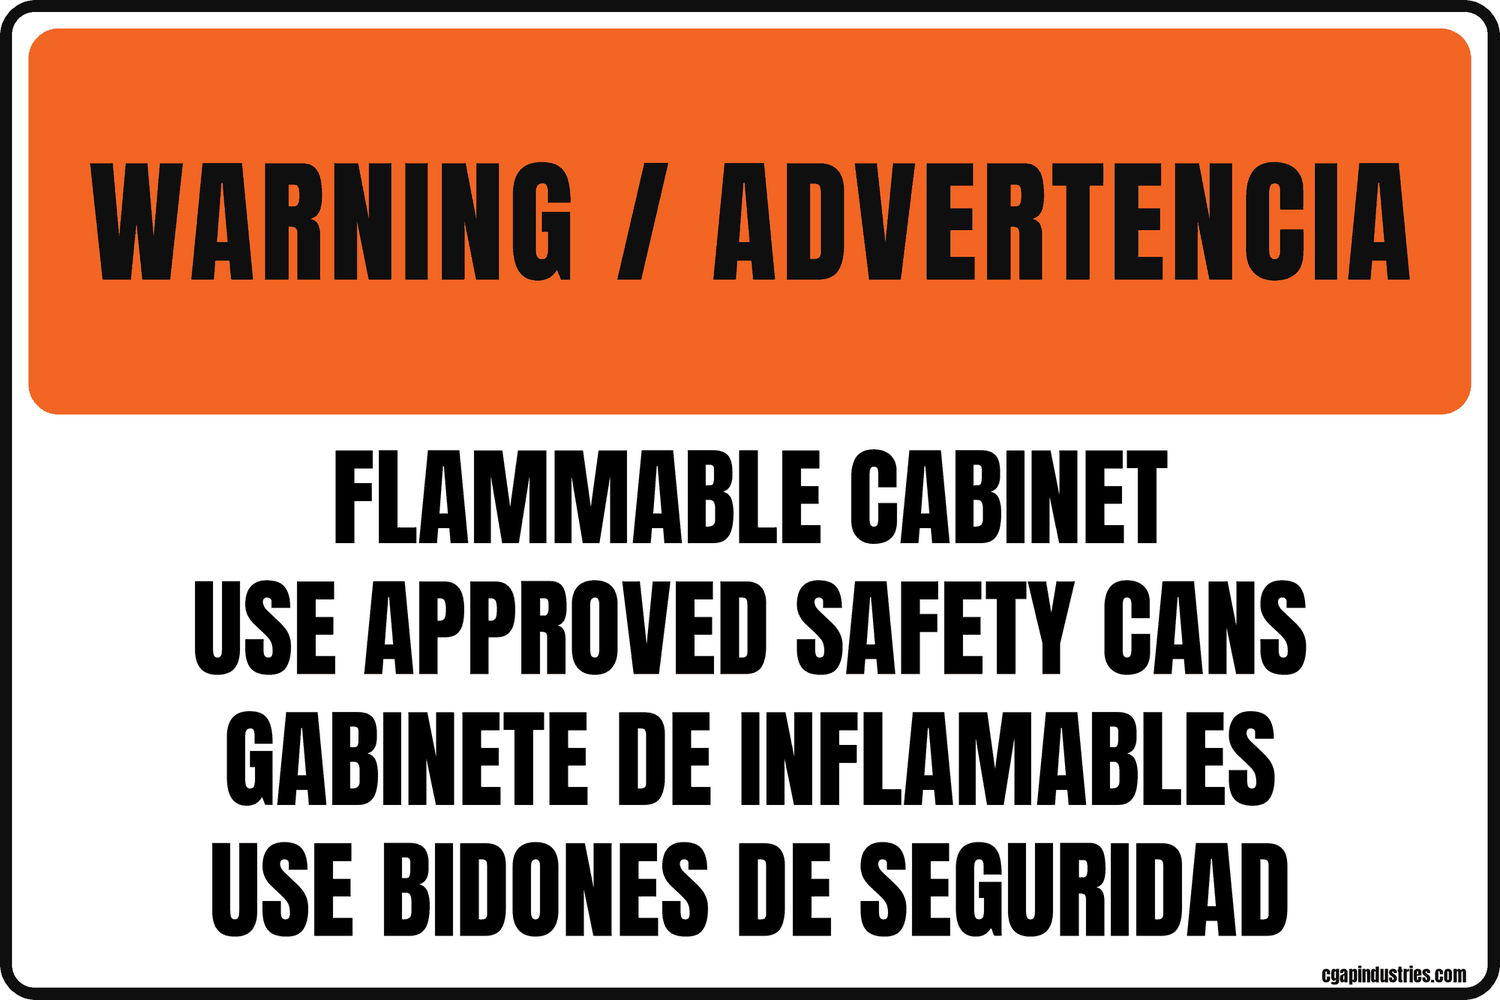 WARNING / ADVERTENCIA
FLAMMABLE CABINET
USE APPROVED SAFETY CANS
GABINETE DE INFLAMABLES
USE BIDONES DE SEGURIDAD
cgapindustries.com